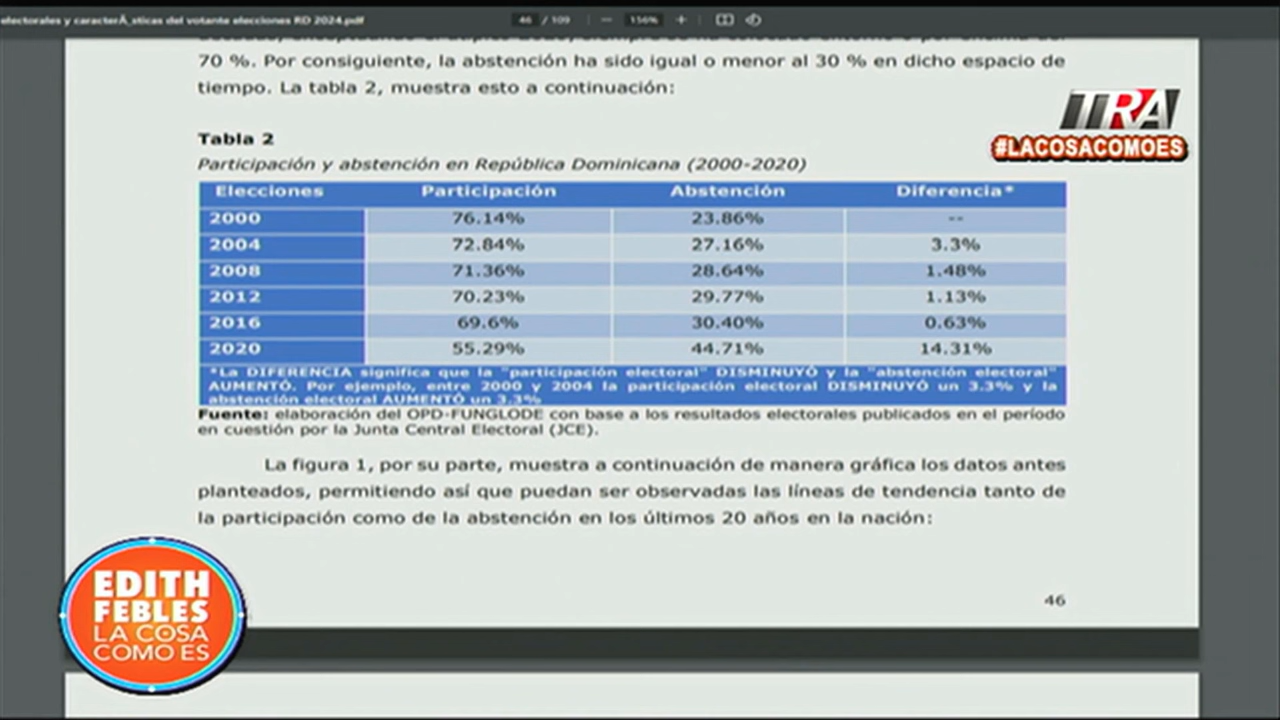 electorales y caracterÃ_sticas del votante elecciones RD 2024.pdf
46 / 109
156%
70 %. Por consiguiente, la abstención ha sido igual o menor al 30 % en dicho espacio de
tiempo. La tabla 2, muestra esto a continuación:
TRA
#LACOSACOMOES
Tabla 2
Participación y abstención en República Dominicana (2000-2020)
Elecciones Participación Abstención Diferencia*
2000 76.14% 23.86% --
2004 72.84% 27.16% 3.3%
2008 71.36% 28.64% 1.48%
2012 70.23% 29.77% 1.13%
2016 69.6% 30.40% 0.63%
2020 55.29% 44.71% 14.31%
*La DIFERENCIA significa que la "participación electoral" DISMINUYÓ y la "abstención electoral"
AUMENTÓ. Por ejemplo, entre 2000 y 2004 la participación electoral DISMINUYÓ un 3.3% y la
abstención electoral AUMENTÓ un 3.3%
Fuente: elaboración del OPD-FUNGLODE con base a los resultados electorales publicados en el período
en cuestión por la Junta Central Electoral (JCE).
La figura 1, por su parte, muestra a continuación de manera gráfica los datos antes
planteados, permitiendo así que puedan ser observadas las líneas de tendencia tanto de
la participación como de la abstención en los últimos 20 años en la nación:
46
EDITH
FEBLES
LA COSA
COMO ES